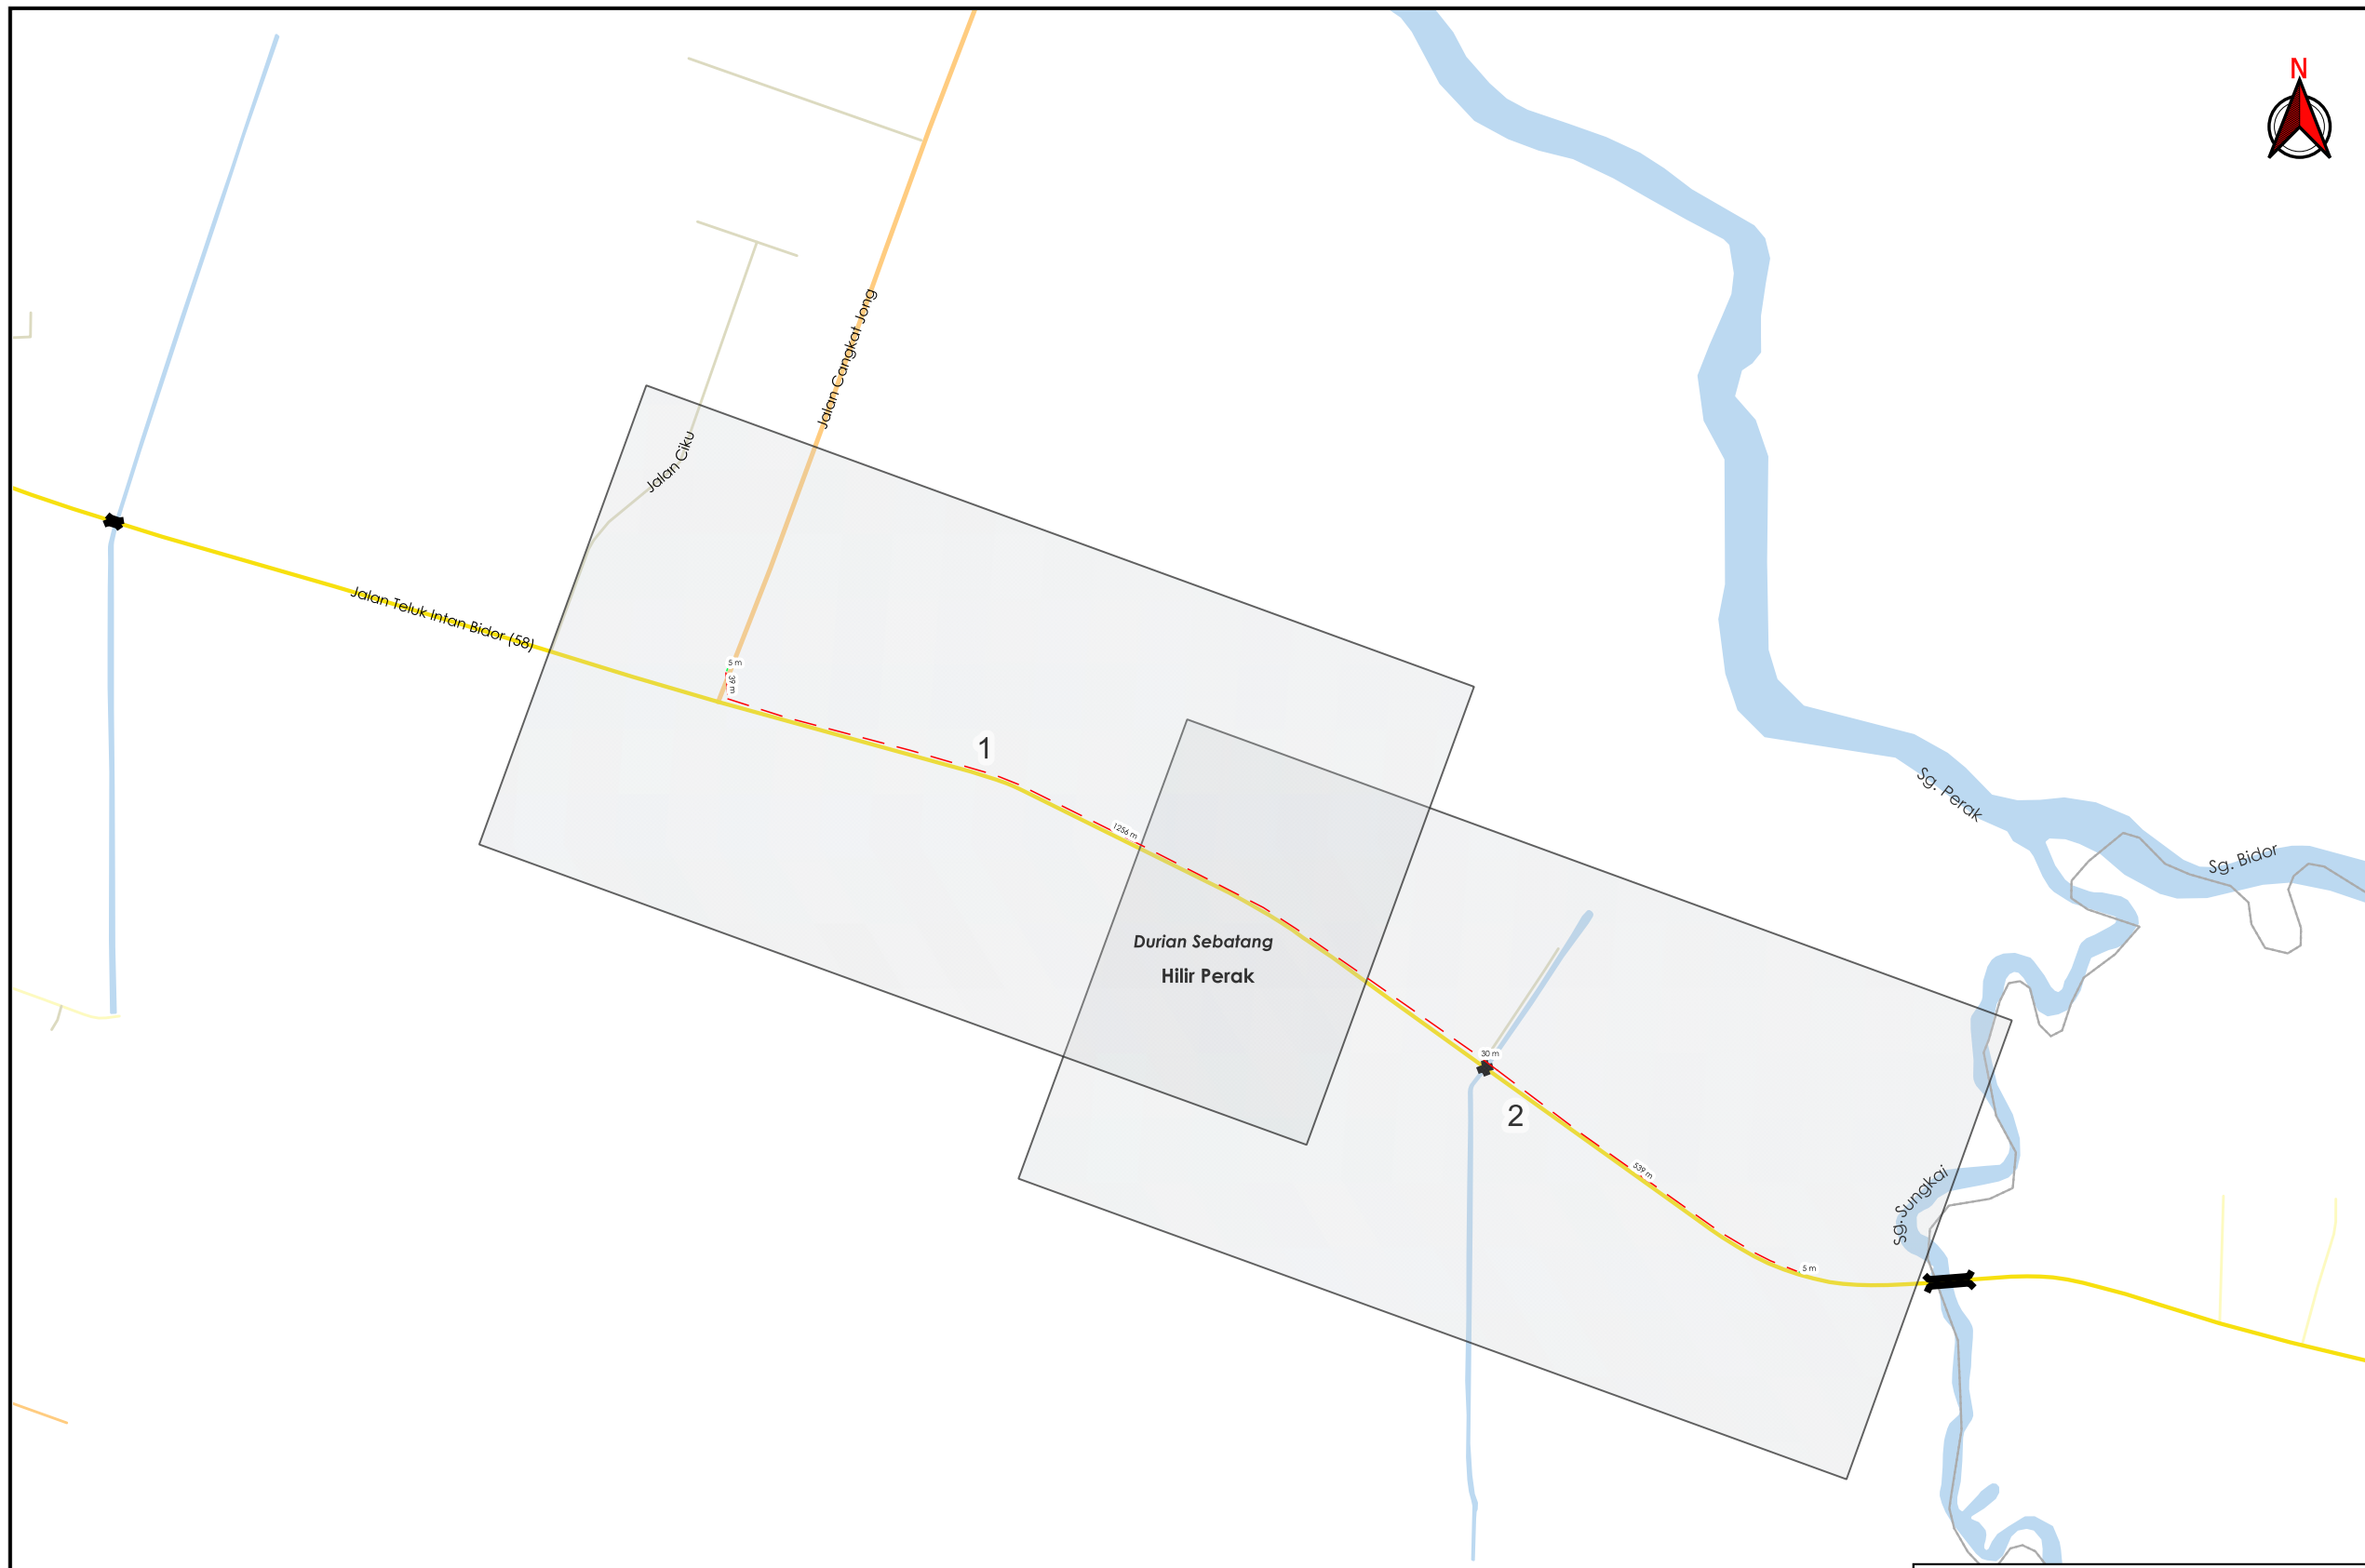 N
Jalan Cangkat Jong
Jalan Ciku
Jalan Teluk Intan Bidor (58)
5 m
39 m
1
1256 m
Sg. Perak
Sg. Bidor
Durian Sebatang
Hilir Perak
30 m
2
539 m
Sg. Sungkai
5 m